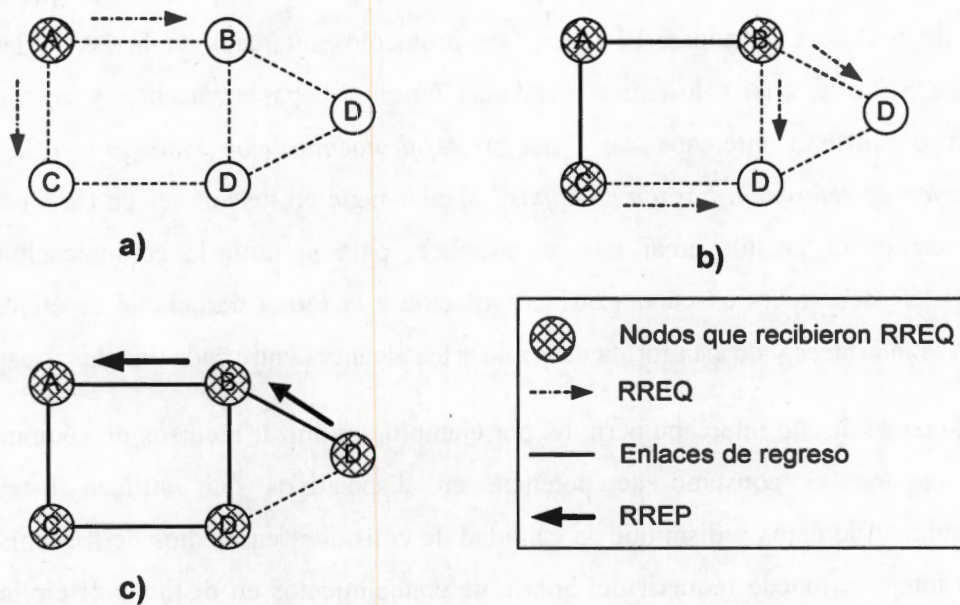 A
B
D
C
D
a)
A
B
D
C
D
b)
A
B
D
C
D
c)
Nodos que recibieron RREQ
RREQ
Enlaces de regreso
RREP